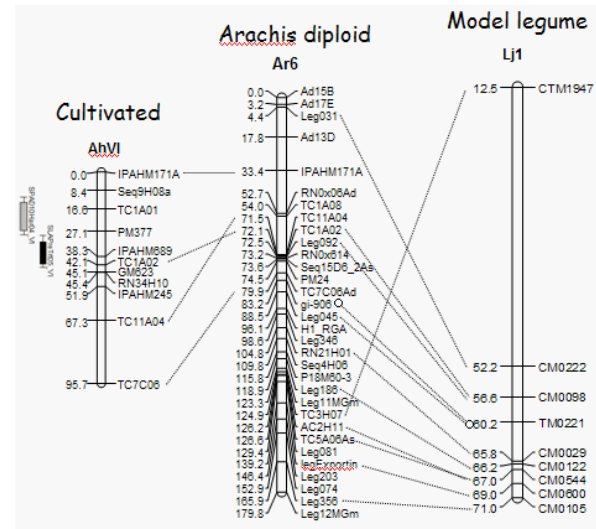 Cultivated
AhVI
0.0 IPAHM171A
8.4 Seq9H08a
16.6 TC1A01
27.1 PM377
38.3 IPAHM689
42.1 TC1A02
45.1 GM623
45.4 RN34H10
51.9 IPAHM245
67.3 TC11A04
95.7 TC7C06
Arachis diploid
Ar6
0.0 Ad15B
3.2 Ad17E
4.4 Leg031
17.8 Ad13D
33.4 IPAHM171A
52.7 RN0x06Ad
54.0 TC1A08
71.5 TC11A04
72.1 TC1A02
72.5 Leg092
73.2 RN0x614
73.6 Seq15D6_2As
74.5 PM24
79.9 TC7C06Ad
83.2 gi-906
88.5 Leg045
96.1 H1_RGA
98.6 Leg346
104.8 RN21H01
109.8 Seq4H06
115.8 P18M60-3
118.9 Leg186
123.3 Leg11MGm
124.9 TC3H07
126.2 AC2H11
126.6 TC5A06As
129.4 Leg081
139.2 legExportin
146.4 Leg203
152.9 Leg074
165.9 Leg356
179.8 Leg12MGm
Model legume
Lj1
12.5 CTM1947
52.2 CM0222
56.6 CM0098
60.2 TM0221
65.8 CM0029
66.2 CM0122
67.0 CM0544
69.0 CM0600
71.0 CM0105